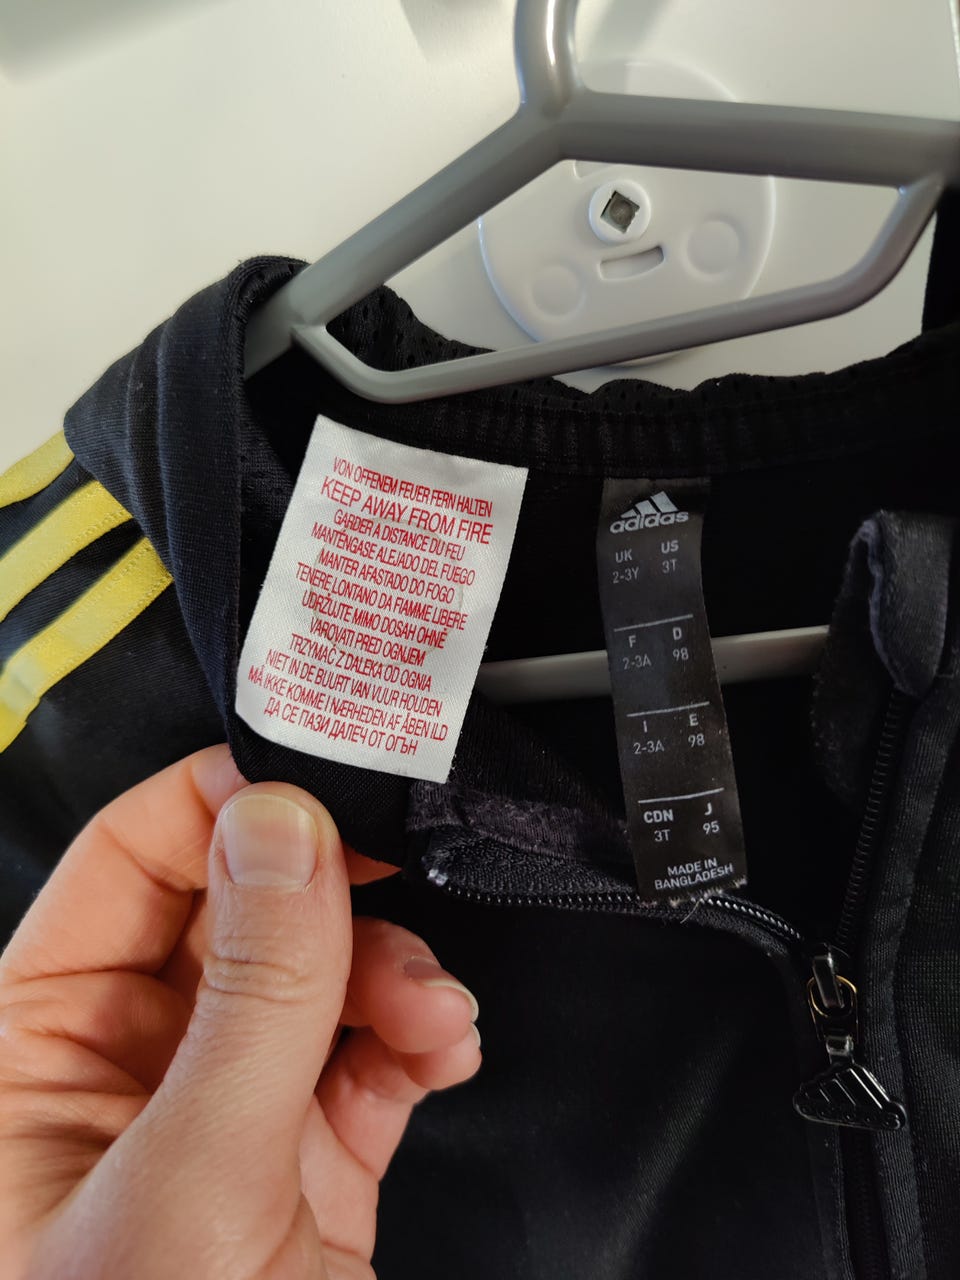 VON OFFENEM FEUER FERN HALTEN
KEEP AWAY FROM FIRE
GARDER A DISTANCE DU FEU
MANTÉNGASE ALEJADO DEL FUEGO
MANTER AFASTADO DO FOGO
TENERE LONTANO DA FIAMME LIBERE
UDRŽUJTE MIMO DOSAH OHNĚ
VAROVATI PRED OGNJEM
TRZYMAĆ Z DALEKA OD OGNIA
NIET IN DE BUURT VAN VUUR HOUDEN
MÅ IKKE KOMME I NÆRHEDEN AF ÅBEN ILD
ДА СЕ ПАЗИ ДАЛЕЧ ОТ ОГЪН
adidas
UK US
2-3Y 3T
F D
2-3A 98
I E
2-3A 98
CDN J
3T 95
MADE IN
BANGLADESH